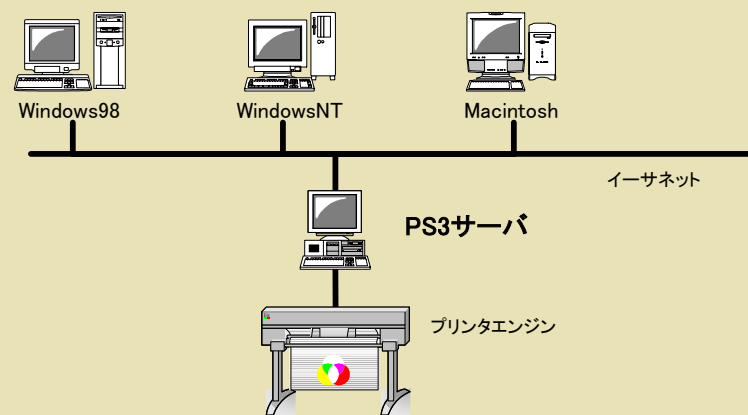 Windows98
WindowsNT
Macintosh
イーサネット
PS3サーバ
プリンタエンジン